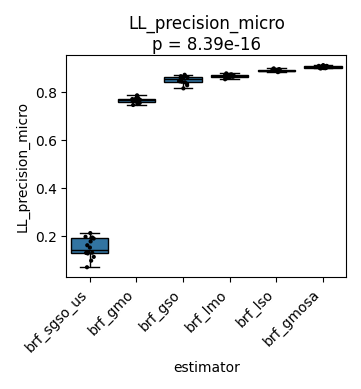 LL_precision_micro
p = 8.39e-16
LL_precision_micro
0.8
0.6
0.4
0.2
brf_sgso_us
brf_gmo
brf_gso
brf_lmo
brf_lso
brf_gmosa
estimator